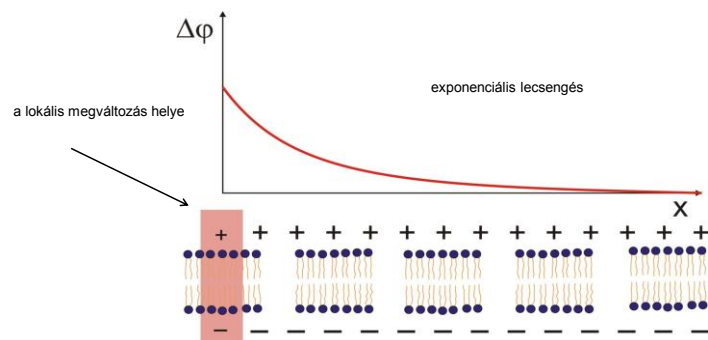 Δφ
exponenciális lecsengés
a lokális megváltozás helye
x
+ + + + + + + + + + + + + +
− − − − − − − − − − − − − −